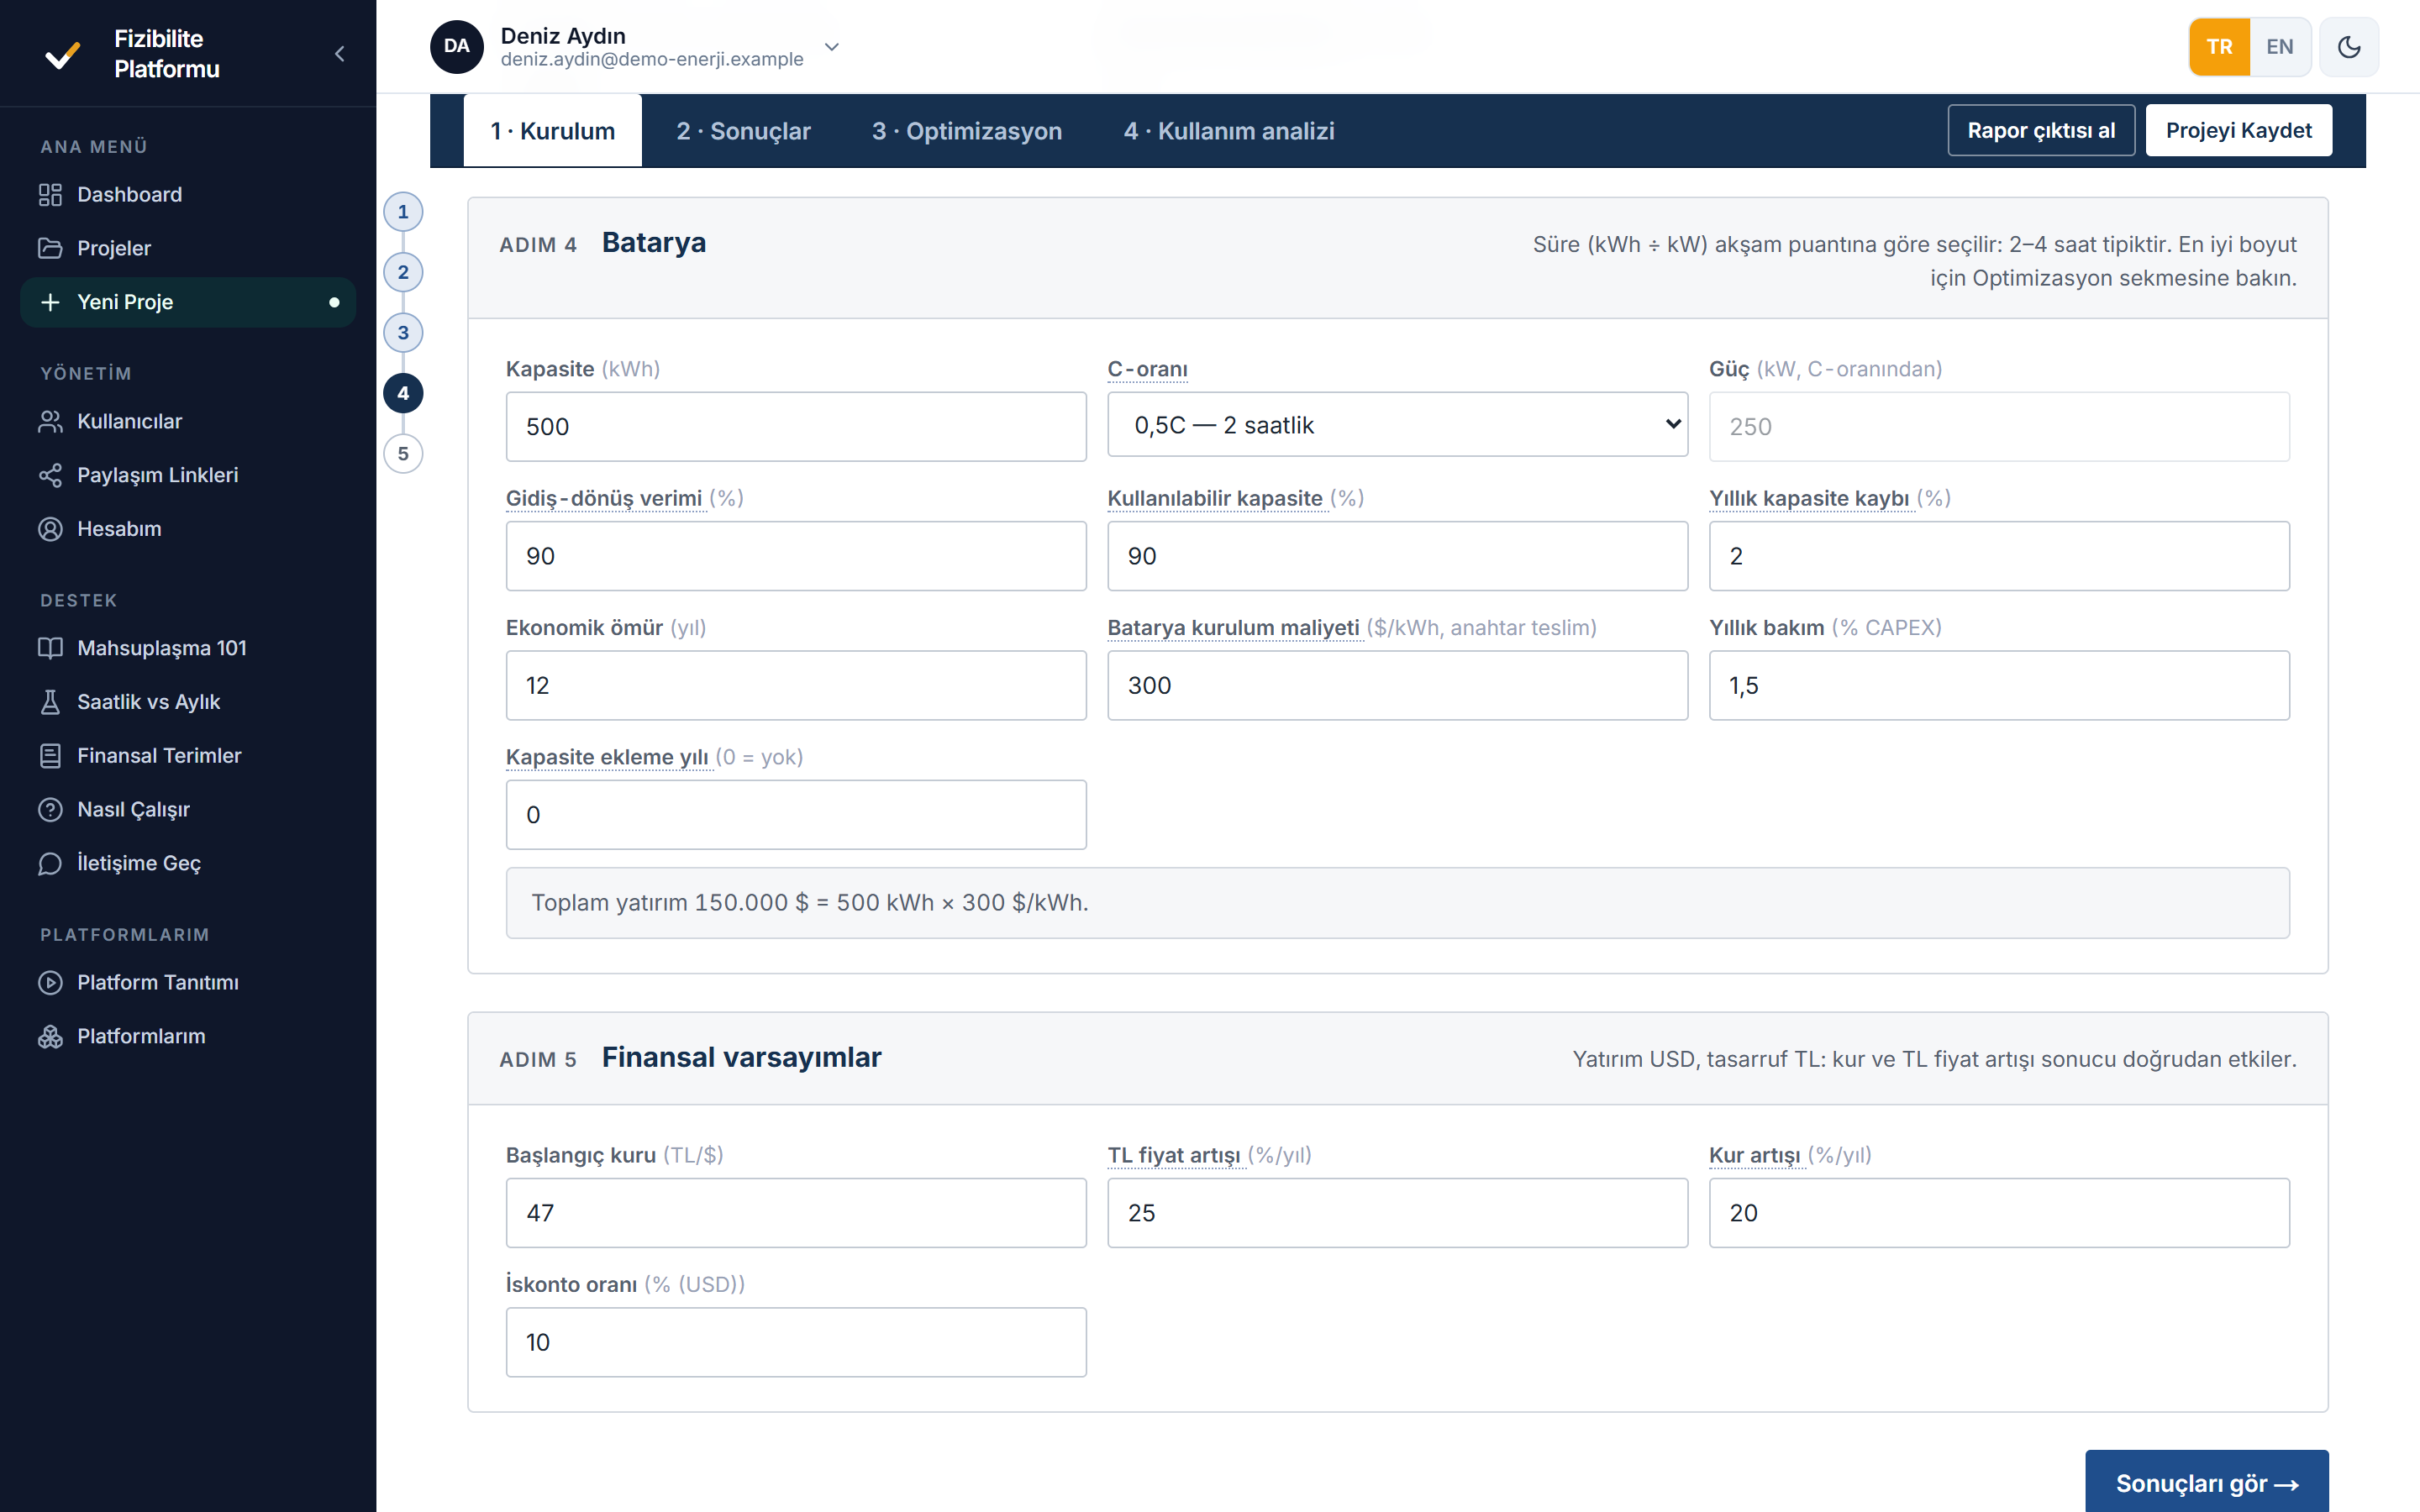 Fizibilite
Platformu
ANA MENÜ
Dashboard
Projeler
Yeni Proje
YÖNETİM
Kullanıcılar
Paylaşım Linkleri
Hesabım
DESTEK
Mahsuplaşma 101
Saatlik vs Aylık
Finansal Terimler
Nasıl Çalışır
İletişime Geç
PLATFORMLARIM
Platform Tanıtımı
Platformlarım
DA
Deniz Aydın
deniz.aydin@demo-enerji.example
TR EN
1 · Kurulum 2 · Sonuçlar 3 · Optimizasyon 4 · Kullanım analizi Rapor çıktısı al Projeyi Kaydet
1
2
3
4
5
ADIM 4 Batarya
Süre (kWh ÷ kW) akşam puantına göre seçilir: 2–4 saat tipiktir. En iyi boyut
için Optimizasyon sekmesine bakın.
Kapasite (kWh) C-oranı Güç (kW, C-oranından)
500 0,5C — 2 saatlik 250
Gidiş-dönüş verimi (%) Kullanılabilir kapasite (%) Yıllık kapasite kaybı (%)
90 90 2
Ekonomik ömür (yıl) Batarya kurulum maliyeti ($/kWh, anahtar teslim) Yıllık bakım (% CAPEX)
12 300 1,5
Kapasite ekleme yılı (0 = yok)
0
Toplam yatırım 150.000 $ = 500 kWh × 300 $/kWh.
ADIM 5 Finansal varsayımlar
Yatırım USD, tasarruf TL: kur ve TL fiyat artışı sonucu doğrudan etkiler.
Başlangıç kuru (TL/$) TL fiyat artışı (%/yıl) Kur artışı (%/yıl)
47 25 20
İskonto oranı (% (USD))
10
Sonuçları gör →